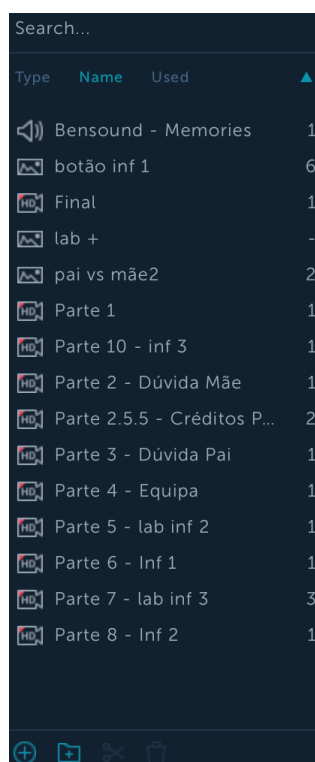 Search...
Type Name Used
Bensound - Memories 1
botão inf 1 6
Final 1
lab + -
pai vs mãe2 2
Parte 1 1
Parte 10 - inf 3 1
Parte 2 - Dúvida Mãe 1
Parte 2.5.5 - Créditos P... 2
Parte 3 - Dúvida Pai 1
Parte 4 - Equipa 1
Parte 5 - lab inf 2 1
Parte 6 - Inf 1 1
Parte 7 - lab inf 3 3
Parte 8 - Inf 2 1